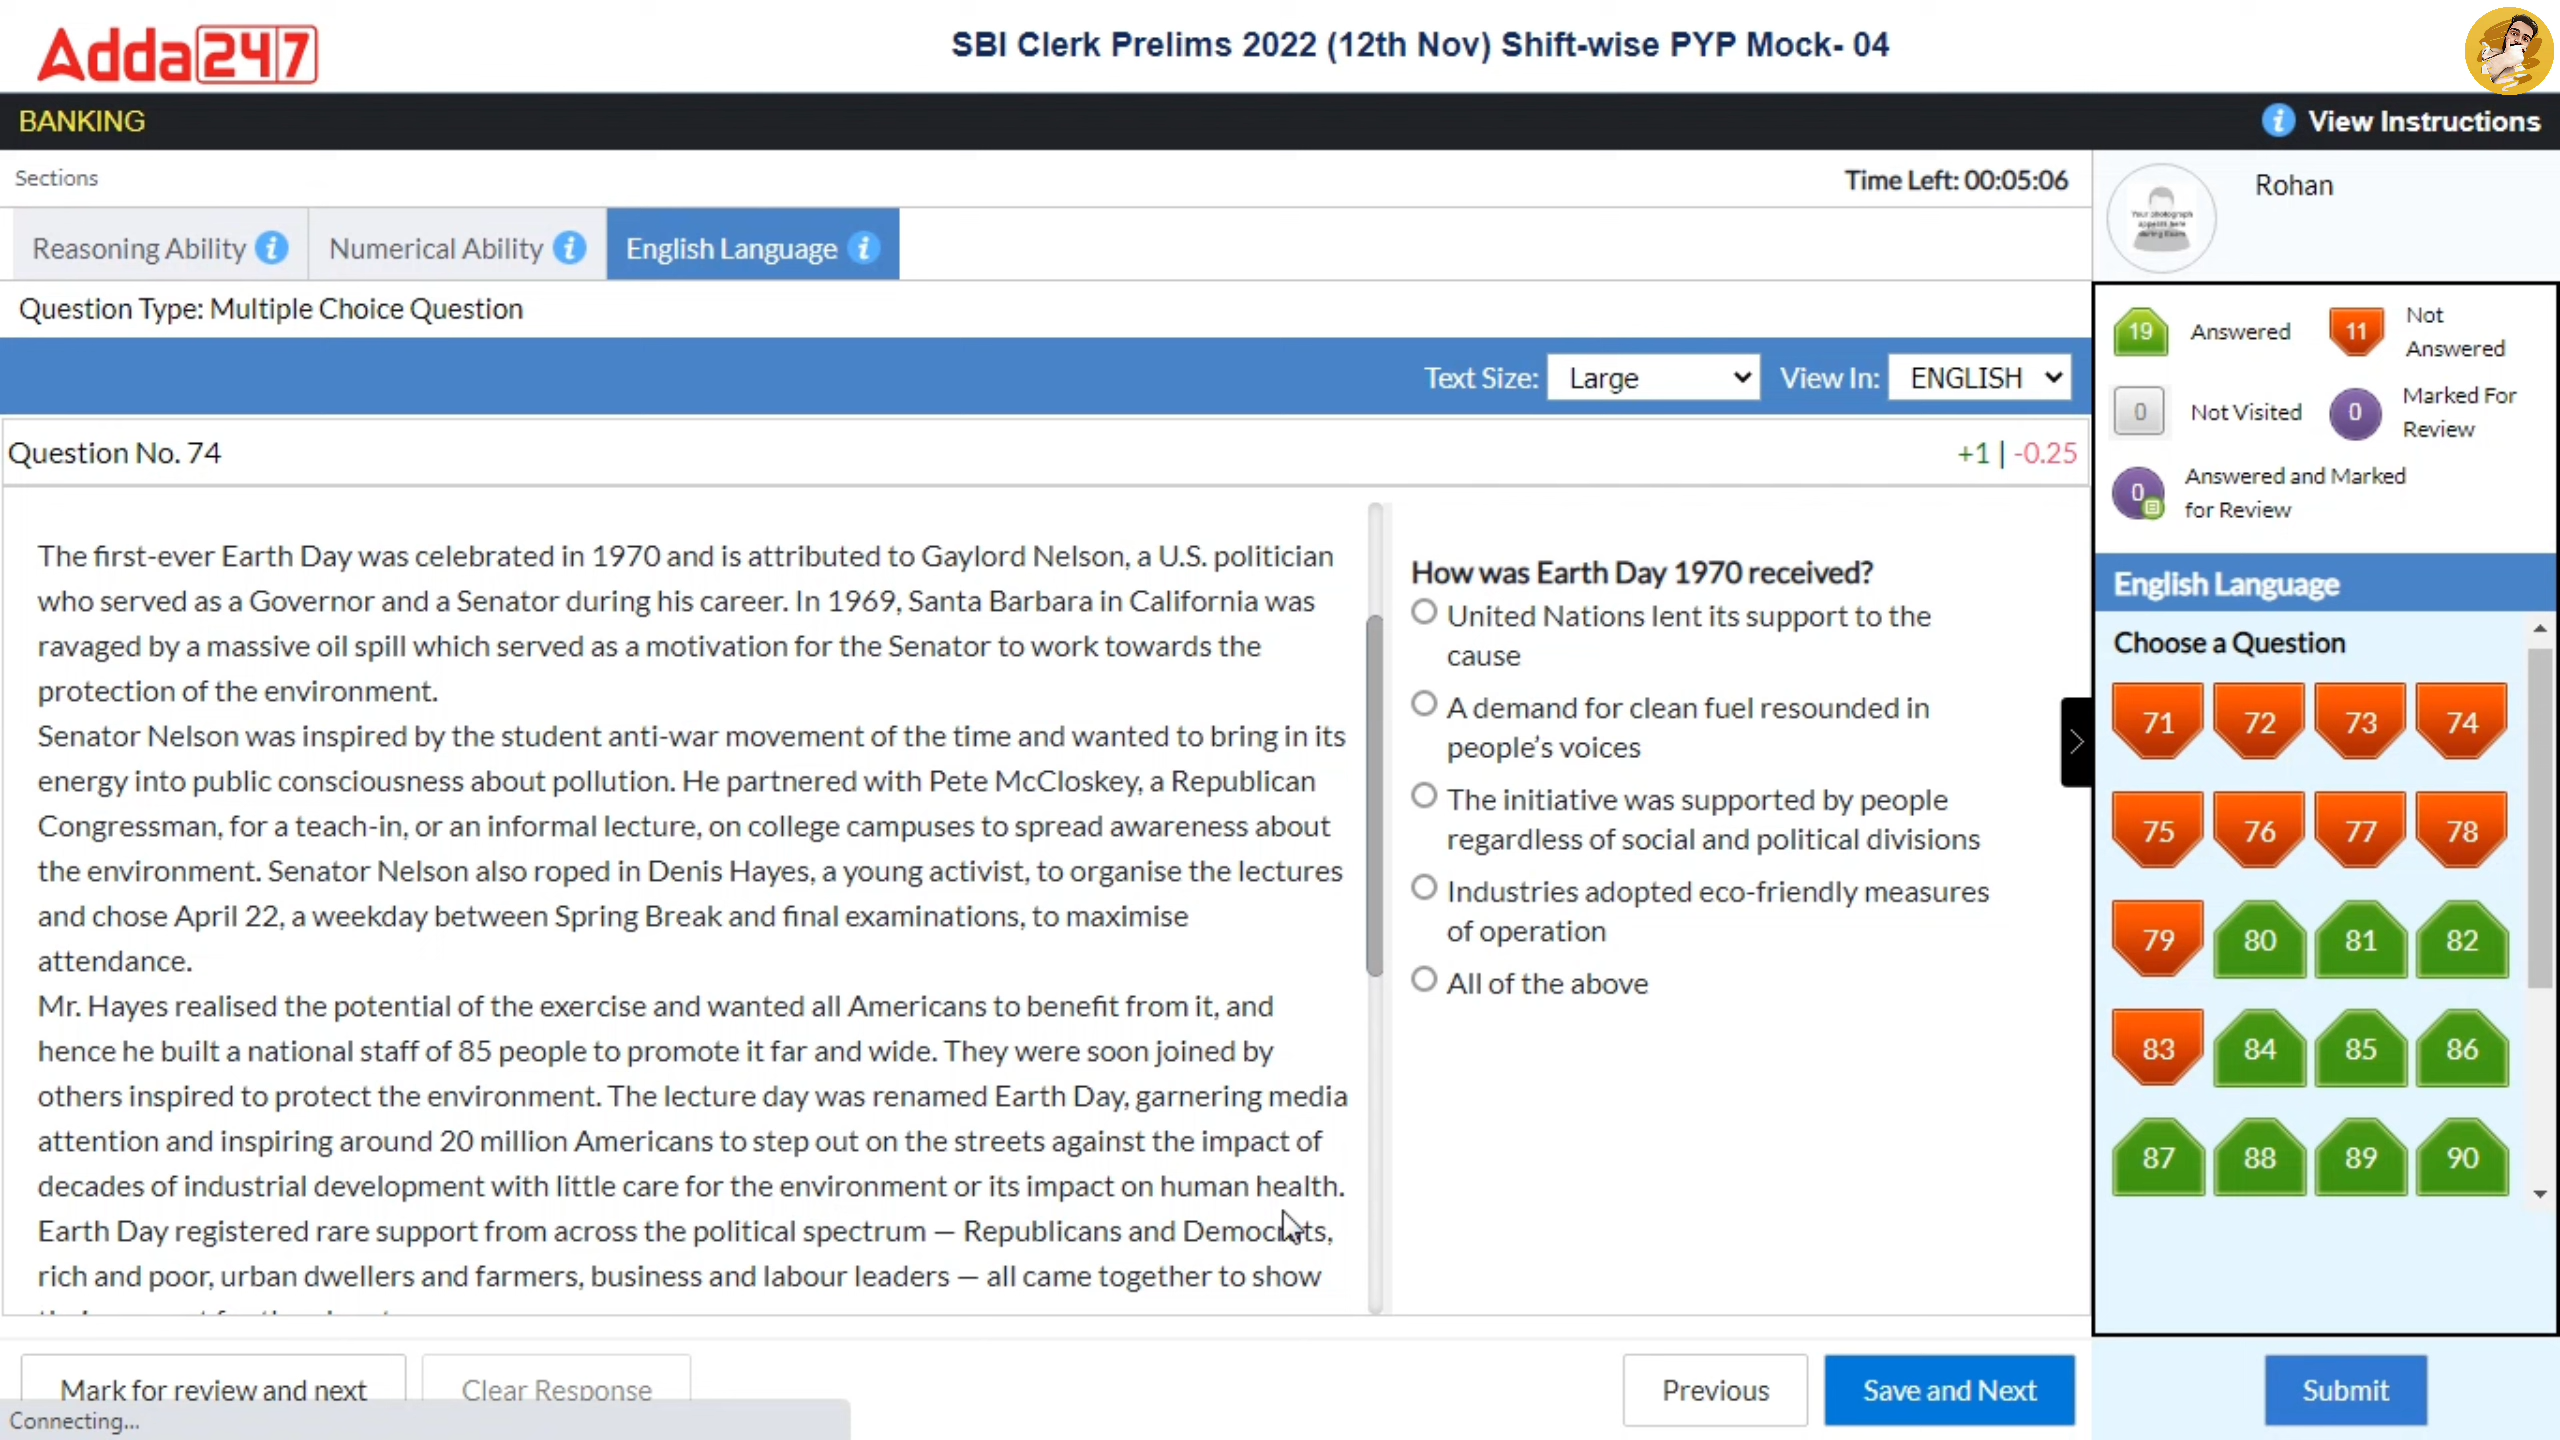 Adda247
SBI Clerk Prelims 2022 (12th Nov) Shift-wise PYP Mock- 04
BANKING
View Instructions
Sections
Time Left: 00:05:06
Rohan
Your photograph
appears here
during Exam
Reasoning Ability
Numerical Ability
English Language
Question Type: Multiple Choice Question
Text Size: Large
View In: ENGLISH
Question No. 74
+1 | -0.25
The first-ever Earth Day was celebrated in 1970 and is attributed to Gaylord Nelson, a U.S. politician
who served as a Governor and a Senator during his career. In 1969, Santa Barbara in California was
ravaged by a massive oil spill which served as a motivation for the Senator to work towards the
protection of the environment.
Senator Nelson was inspired by the student anti-war movement of the time and wanted to bring in its
energy into public consciousness about pollution. He partnered with Pete McCloskey, a Republican
Congressman, for a teach-in, or an informal lecture, on college campuses to spread awareness about
the environment. Senator Nelson also roped in Denis Hayes, a young activist, to organise the lectures
and chose April 22, a weekday between Spring Break and final examinations, to maximise
attendance.
Mr. Hayes realised the potential of the exercise and wanted all Americans to benefit from it, and
hence he built a national staff of 85 people to promote it far and wide. They were soon joined by
others inspired to protect the environment. The lecture day was renamed Earth Day, garnering media
attention and inspiring around 20 million Americans to step out on the streets against the impact of
decades of industrial development with little care for the environment or its impact on human health.
Earth Day registered rare support from across the political spectrum — Republicans and Democrats,
rich and poor, urban dwellers and farmers, business and labour leaders — all came together to show
How was Earth Day 1970 received?
United Nations lent its support to the
cause
A demand for clean fuel resounded in
people's voices
The initiative was supported by people
regardless of social and political divisions
Industries adopted eco-friendly measures
of operation
All of the above
19 Answered
11 Not
Answered
0 Not Visited
0 Marked For
Review
0 Answered and Marked
for Review
English Language
Choose a Question
71 72 73 74
75 76 77 78
79 80 81 82
83 84 85 86
87 88 89 90
Mark for review and next
Clear Response
Previous
Save and Next
Submit
Connecting...